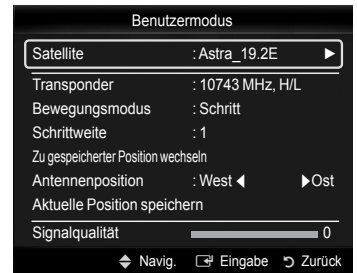 Benutzermodus
Satellite : Astra_19.2E ►
Transponder : 10743 MHz, H/L
Bewegungsmodus : Schritt
Schrittweite : 1
Zu gespeicherter Position wechseln
Antennenposition : West ◄ ►Ost
Aktuelle Position speichern
Signalqualität 0
Navig. Eingabe Zurück